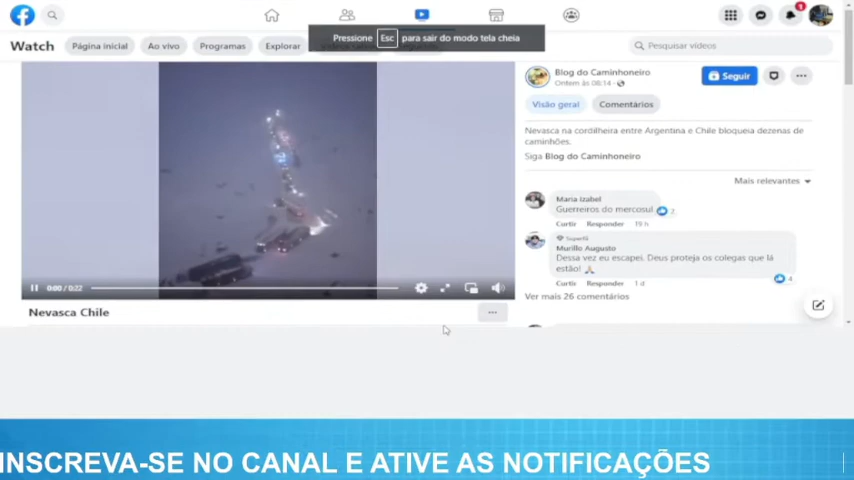 1
Pressione Esc para sair do modo tela cheia
Watch
Página inicial
Ao vivo
Programas
Explorar
Pesquisar vídeos
Blog do Caminhoneiro
Seguir
Ontem às 08:14
Visão geral
Comentários
Nevasca na cordilheira entre Argentina e Chile bloqueia dezenas de
caminhões.
Siga Blog do Caminhoneiro
Mais relevantes
Maria Izabel
Guerreiros do mercosul
2
Curtir Responder 19 h
Superfã
Murillo Augusto
Dessa vez eu escapei. Deus proteja os colegas que lá
estão! 🙏
4
Curtir Responder 1 d
Ver mais 26 comentários
0:00 / 0:22
Nevasca Chile
INSCREVA-SE NO CANAL E ATIVE AS NOTIFICAÇÕES